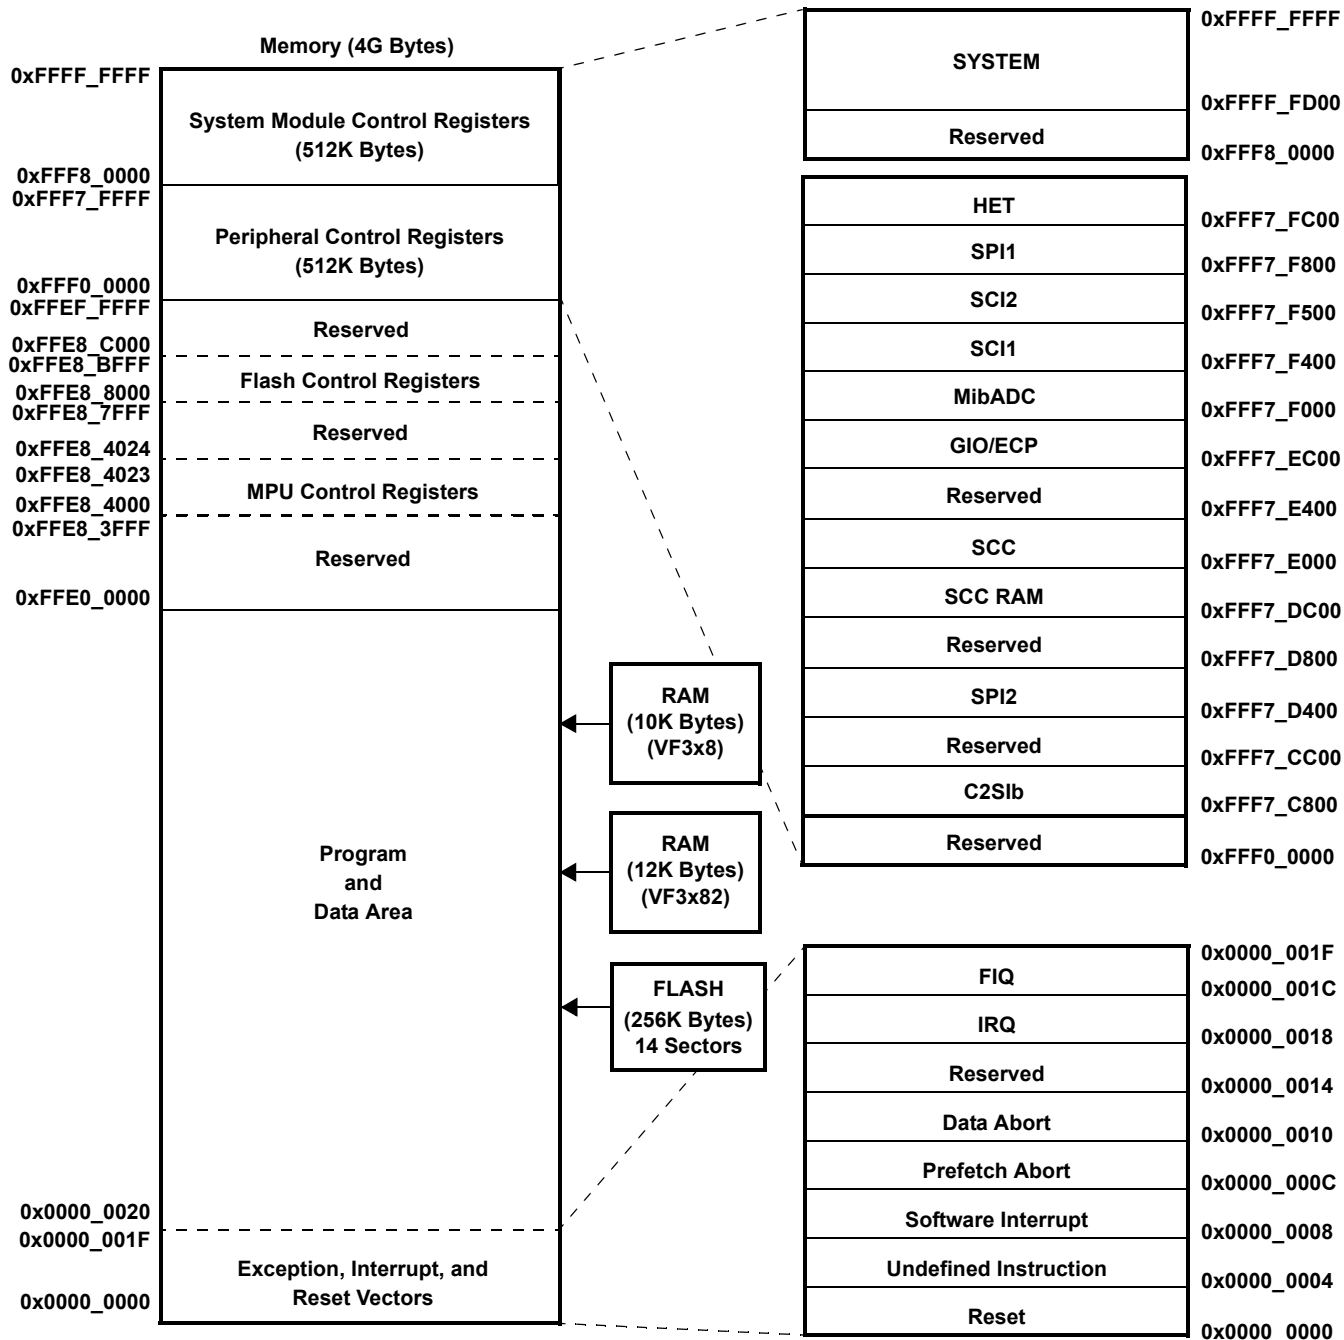 Memory (4G Bytes)
0xFFFF_FFFF
System Module Control Registers
(512K Bytes)
0xFFF8_0000
0xFFF7_FFFF
Peripheral Control Registers
(512K Bytes)
0xFFF0_0000
0xFFEF_FFFF
Reserved
0xFFE8_C000
0xFFE8_BFFF
Flash Control Registers
0xFFE8_8000
0xFFE8_7FFF
Reserved
0xFFE8_4024
0xFFE8_4023
MPU Control Registers
0xFFE8_4000
0xFFE8_3FFF
Reserved
0xFFE0_0000
Program
and
Data Area
0x0000_0020
0x0000_001F
Exception, Interrupt, and
Reset Vectors
0x0000_0000
RAM
(10K Bytes)
(VF3x8)
RAM
(12K Bytes)
(VF3x82)
FLASH
(256K Bytes)
14 Sectors
0xFFFF_FFFF
SYSTEM
0xFFFF_FD00
Reserved
0xFFF8_0000
HET
0xFFF7_FC00
SPI1
0xFFF7_F800
SCI2
0xFFF7_F500
SCI1
0xFFF7_F400
MibADC
0xFFF7_F000
GIO/ECP
0xFFF7_EC00
Reserved
0xFFF7_E400
SCC
0xFFF7_E000
SCC RAM
0xFFF7_DC00
Reserved
0xFFF7_D800
SPI2
0xFFF7_D400
Reserved
0xFFF7_CC00
C2SIb
0xFFF7_C800
Reserved
0xFFF0_0000
0x0000_001F
FIQ
0x0000_001C
IRQ
0x0000_0018
Reserved
0x0000_0014
Data Abort
0x0000_0010
Prefetch Abort
0x0000_000C
Software Interrupt
0x0000_0008
Undefined Instruction
0x0000_0004
Reset
0x0000_0000